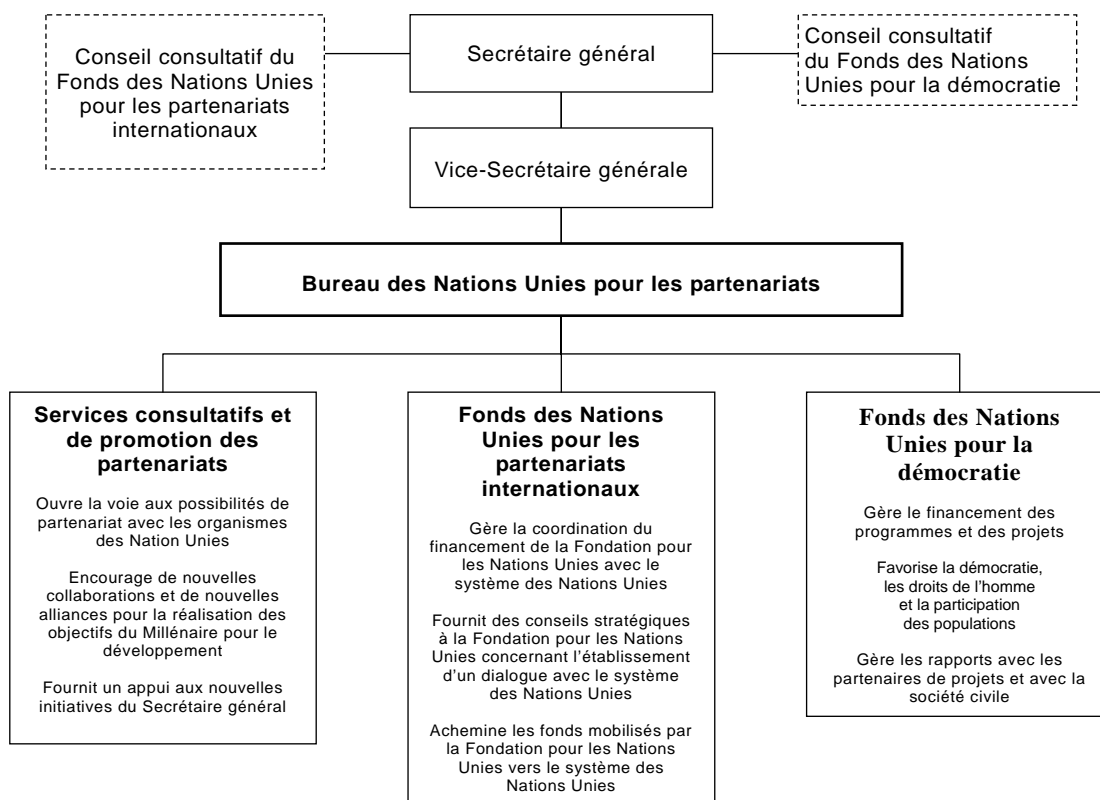 Conseil consultatif du
Fonds des Nations Unies
pour les partenariats
internationaux
Secrétaire général
Conseil consultatif
du Fonds des Nations
Unies pour la démocratie
Vice-Secrétaire générale
Bureau des Nations Unies pour les partenariats
Services consultatifs et
de promotion des
partenariats
Ouvre la voie aux possibilités de
partenariat avec les organismes
des Nation Unies
Encourage de nouvelles
collaborations et de nouvelles
alliances pour la réalisation des
objectifs du Millénaire pour le
développement
Fournit un appui aux nouvelles
initiatives du Secrétaire général
Fonds des Nations
Unies pour les
partenariats
internationaux
Gère la coordination du
financement de la Fondation pour
les Nations Unies avec le
système des Nations Unies
Fournit des conseils stratégiques
à la Fondation pour les Nations
Unies concernant l'établissement
d'un dialogue avec le système
des Nations Unies
Achemine les fonds mobilisés par
la Fondation pour les Nations
Unies vers le système des
Nations Unies
Fonds des Nations
Unies pour la
démocratie
Gère le financement des
programmes et des projets
Favorise la démocratie,
les droits de l'homme
et la participation
des populations
Gère les rapports avec les
partenaires de projets et avec la
société civile